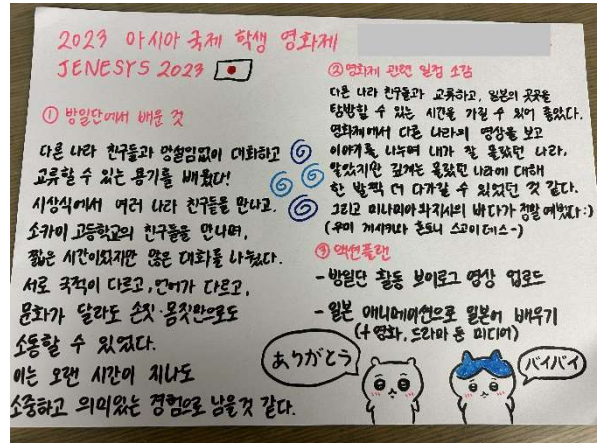 2023 아시아 국제 학생 영화제
JENESYS 2023
① 방일단에서 배운 것
다른 나라 친구들과 망설임없이 대화하고
교류할 수 있는 용기를 배웠다!
시상식에서 여러 나라 친구들을 만나고,
소카이 고등학교의 친구들을 만나며,
짧은 시간이었지만 많은 대화를 나눴다.
서로 국적이 다르고, 언어가 다르고,
문화가 달라도 손짓·몸짓만으로도
소통할 수 있었다.
이는 오랜 시간이 지나도
소중하고 의미있는 경험으로 남을것 같다.
② 영화제 관련 일정 소감
다른 나라 친구들과 교류하고, 일본의 곳곳을
탐방할 수 있는 시간을 가질 수 있어 좋았다.
영화제에서 다른 나라의 영상을 보고
이야기를 나누며 내가 잘 몰랐던 나라,
알았지만 깊게는 몰랐던 나라에 대해
한 발짝 더 다가갈 수 있었던 것 같다.
그리고 미나미아와지시의 바다가 정말 예뻤다:)
(우미 게시키나 혼토니 스고이데스~)
③ 액션플랜
- 방일단 활동 브이로그 영상 업로드
- 일본 애니메이션으로 일본어 배우기
(+ 영화, 드라마 등 미디어)
ありがとう
バイバイ